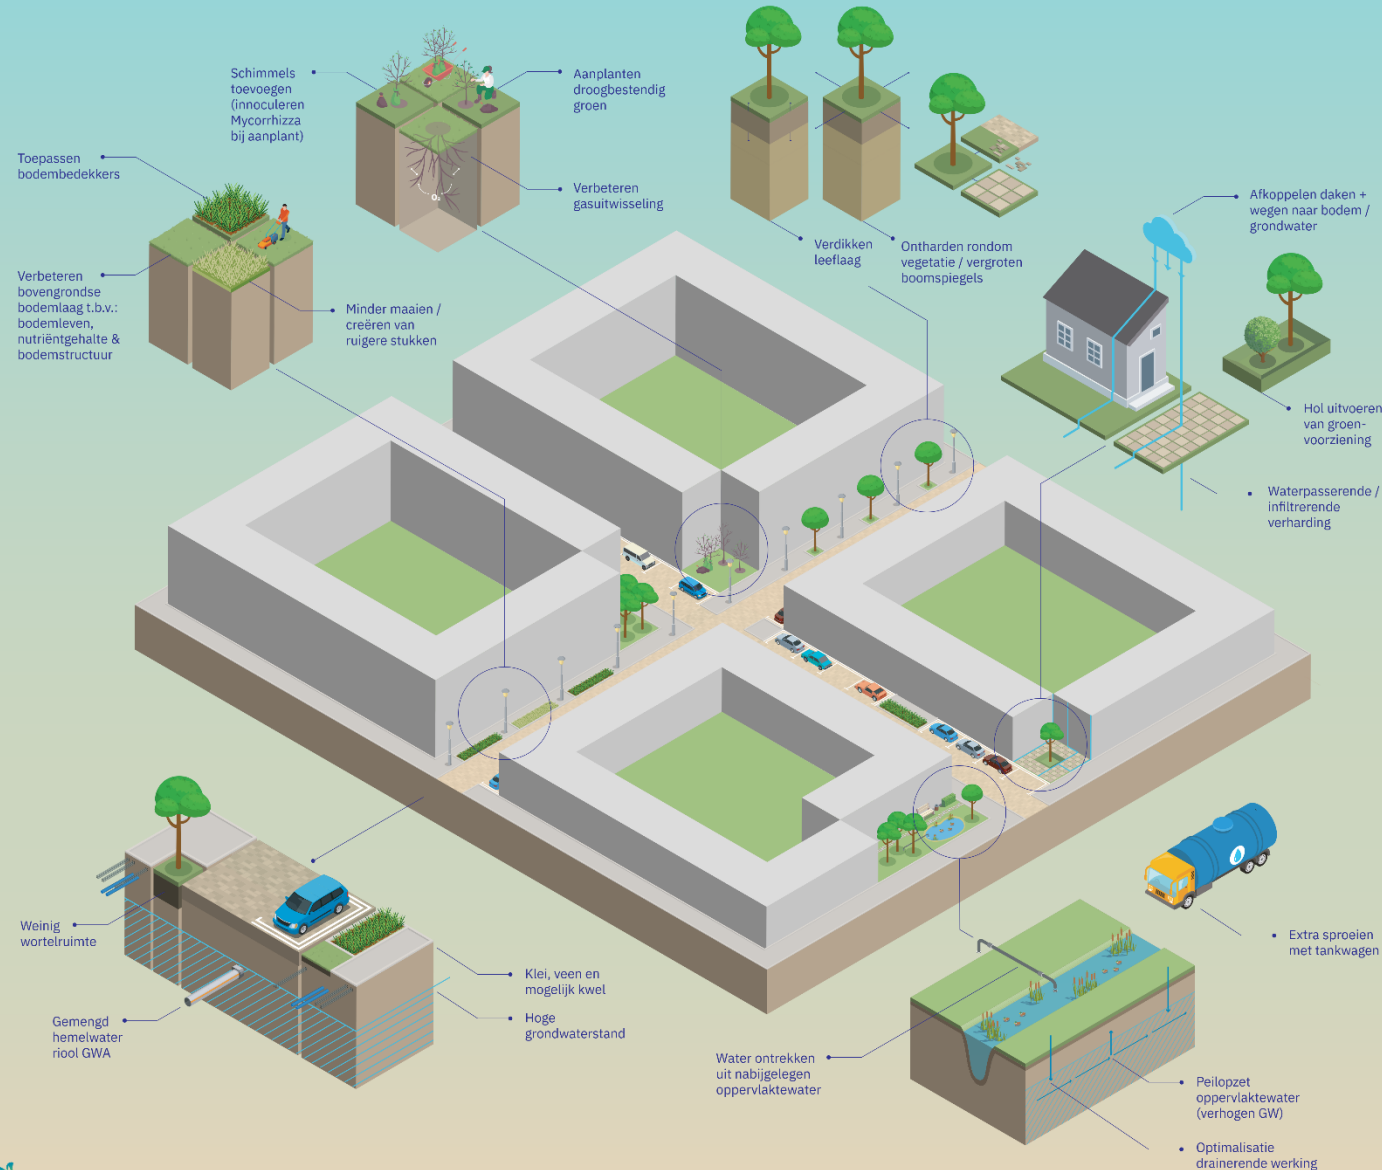 Schimmels
toevoegen
(innoculeren
Mycorrhizza
bij aanplant)
Aanplanten
droogbestendig
groen
Verbeteren
gasuitwisseling
O₂
Toepassen
bodembedekkers
Verbeteren
bovengrondse
bodemlaag t.b.v.:
bodemleven,
nutriëntgehalte &
bodemstructuur
Minder maaien /
creëren van
ruigere stukken
Verdikken
leeflaag
Ontharden rondom
vegetatie / vergroten
boomspiegels
Afkoppelen daken +
wegen naar bodem /
grondwater
Hol uitvoeren
van groen-
voorziening
Waterpasserende /
infiltrerende
verharding
Weinig
wortelruimte
Gemengd
hemelwater
riool GWA
Klei, veen en
mogelijk kwel
Hoge
grondwaterstand
Extra sproeien
met tankwagen
Water ontrekken
uit nabijgelegen
oppervlaktewater
Peilopzet
oppervlaktewater
(verhogen GW)
Optimalisatie
drainerende werking